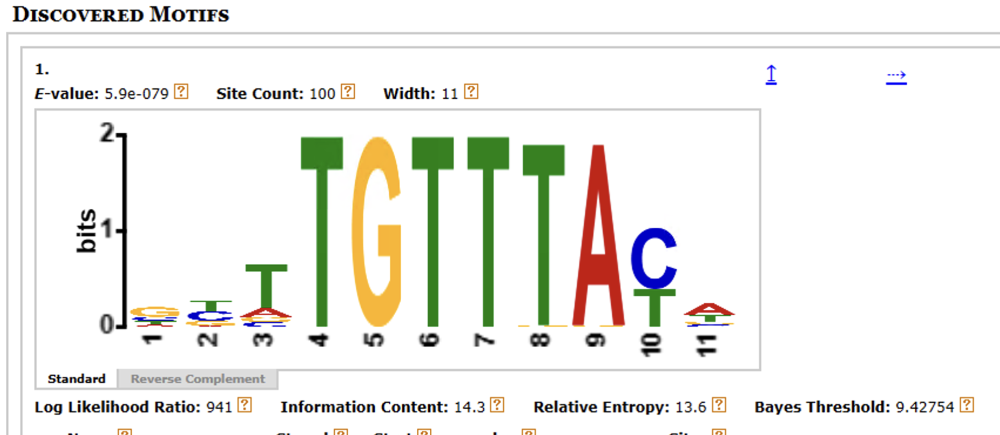 DISCOVERED MOTIFS
1. ↑ ⇢
E-value: 5.9e-079 ? Site Count: 100 ? Width: 11 ?
bits
2
1
0
G C T A
T C G A
T A G C
T
G
T
T
T
A
C T
A T G C
1 2 3 4 5 6 7 8 9 10 11
Standard Reverse Complement
Log Likelihood Ratio: 941 ? Information Content: 14.3 ? Relative Entropy: 13.6 ? Bayes Threshold: 9.42754 ?